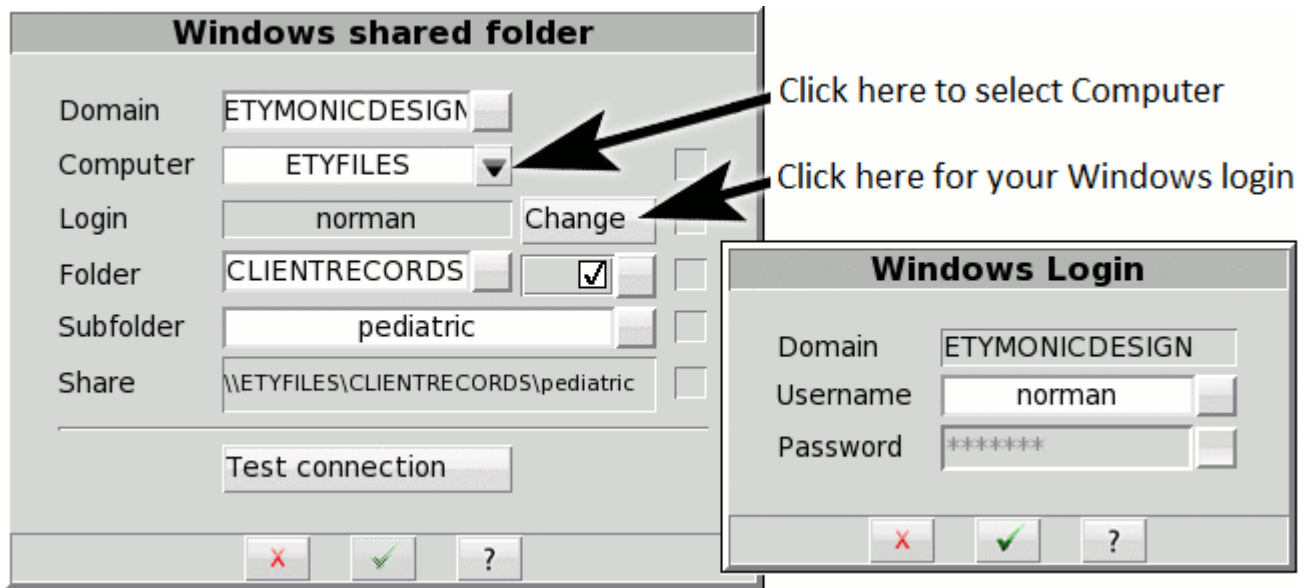 Windows shared folder
Domain ETYMONICDESIGN
Click here to select Computer
Computer ETYFILES
Click here for your Windows login
Login norman Change
Folder CLIENTRECORDS
Subfolder pediatric
Share \\ETYFILES\CLIENTRECORDS\pediatric
Test connection
X ?
Windows Login
Domain ETYMONICDESIGN
Username norman
Password *******
X ?